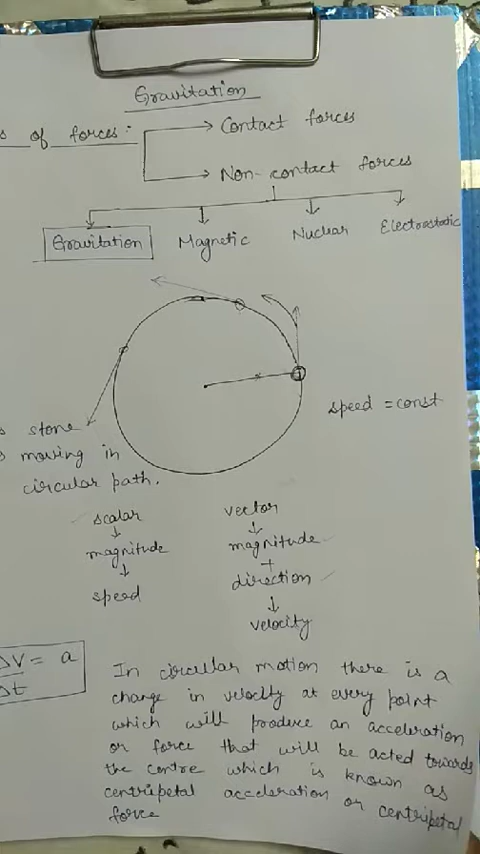 Gravitation
s of forces:
Contact forces
Non-contact forces
Gravitation Magnetic Nuclear Electrostatic
speed = const
s stone
s moving in
circular path.
scalar vector
magnitude magnitude
+
speed direction
velocity
ΔV = a
Δt
In circular motion there is a
change in velocity at every point
which will produce an acceleration
or force that will be acted towards
the centre which is known as
centripetal acceleration or centripetal
force